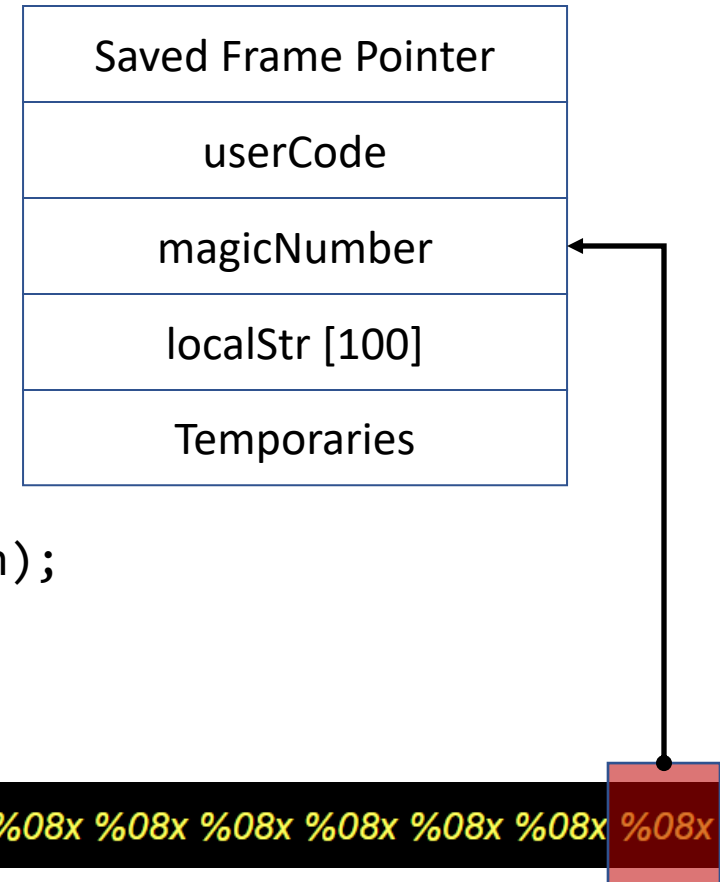 Saved Frame Pointer
userCode
magicNumber
localStr [100]
Temporaries
);
%08x %08x %08x %08x %08x %08x %08x